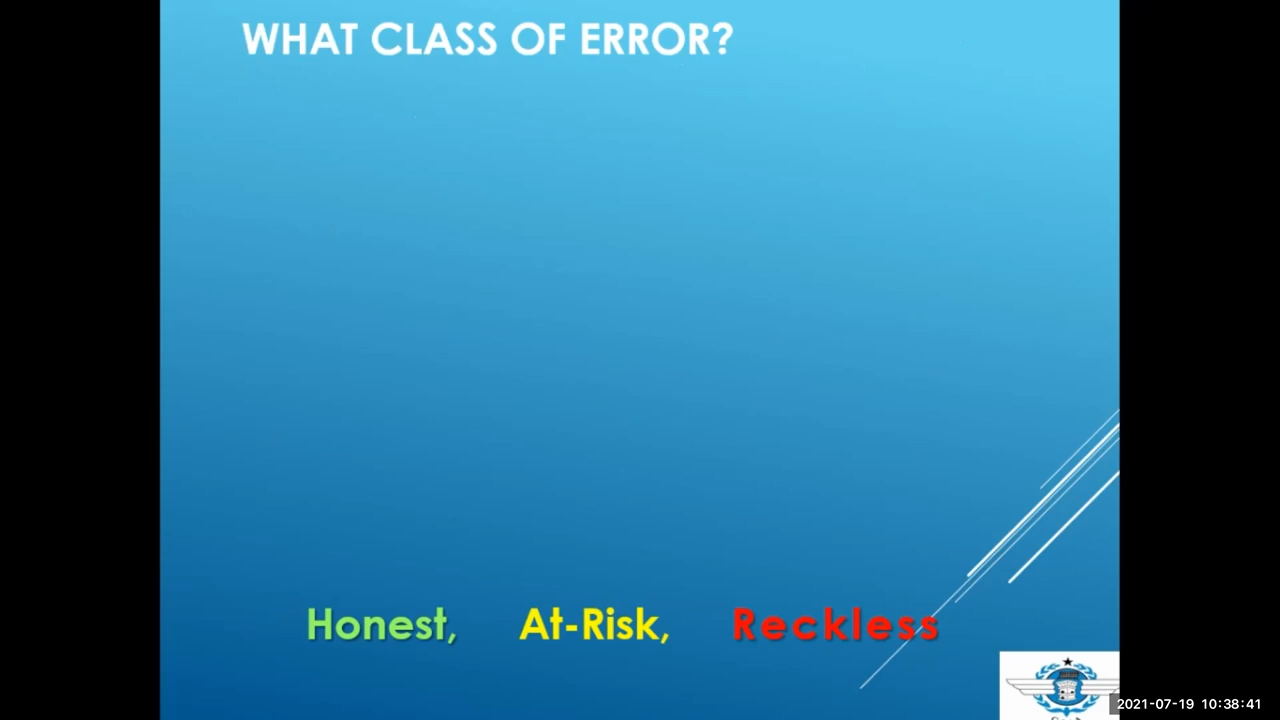 WHAT CLASS OF ERROR?
Honest, At-Risk, Reckless
2021-07-19 10:38:41